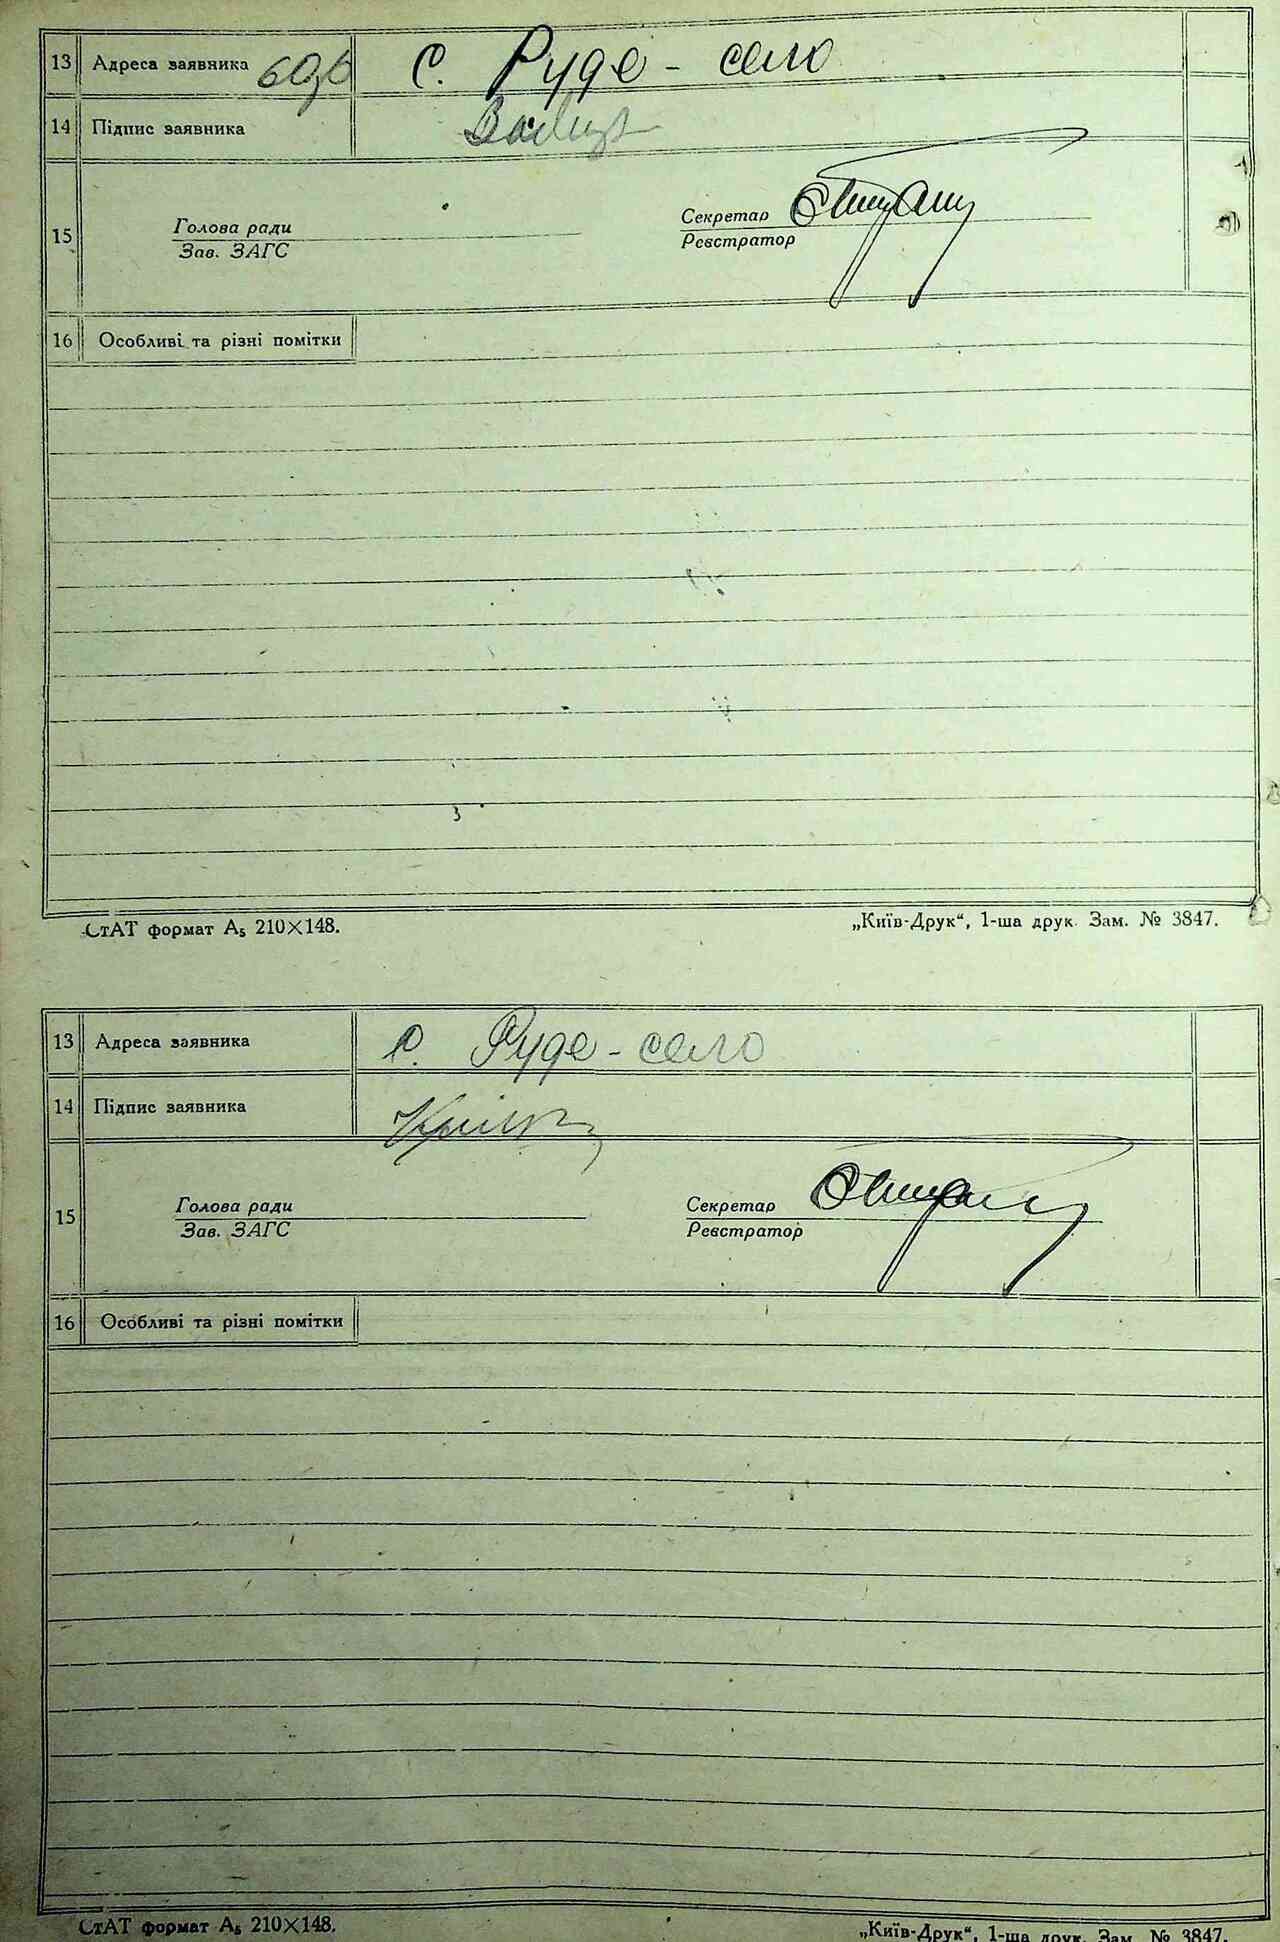 13 Адреса заявника 60зв с. Руде-село
14 Підпис заявника
15 Голова ради Секретар
Зав. ЗАГС Реєстратор
16 Особливі та різні помітки
СтАТ формат А₅ 210×148. „Київ-Друк“, 1-ша друк. Зам. № 3847.
13 Адреса заявника с. Руде-село
14 Підпис заявника
15 Голова ради Секретар
Зав. ЗАГС Реєстратор
16 Особливі та різні помітки
СтАТ формат А₅ 210×148. „Київ-Друк“, 1-ша друк. Зам. № 3847.